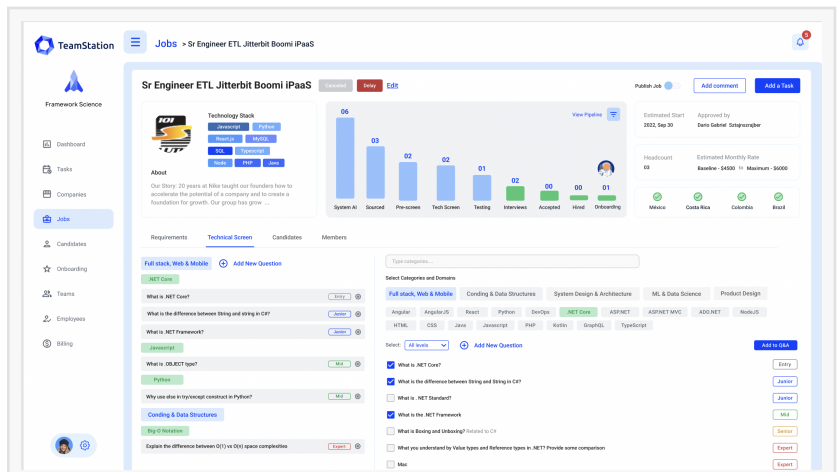 TeamStation
Jobs > Sr Engineer ETL Jitterbit Boomi iPaaS
5
Framework Science
Dashboard
Tasks
Companies
Jobs
Candidates
Onboarding
Teams
Employees
Billing
Sr Engineer ETL Jitterbit Boomi iPaaS
Canceled
Delay
Edit
Publish Job
Add comment
Add a Task
101
Technology Stack
Javascript Python
React js MySQL
SQL Typescript
Node PHP Java
About
Our Story: 20 years at Nike taught our founders how to
accelerate the potential of a company and to create a
foundation for growth. Our group has grow ...
View Pipeline
06 03 02 02 01 02 00 00 01
System AI Sourced Pre-screen Tech Screen Testing Interviews Accepted Hired Onboarding
Estimated Start Approved by
2022, Sep 30 Dario Gabriel Sztajnszrajber
Headcount Estimated Monthly Rate
03 Baseline - $4500 to Maximum - $6000
México Costa Rica Colombia Brazil
Requirements Technical Screen Candidates Members
Full stack, Web & Mobile Add New Question
.NET Core
What is .NET Core? Entry
What is the difference between String and string in C#? Junior
What is .NET Framework? Junior
Javascript
What is .OBJECT type? Mid
Python
Why use else in try/except construct in Python? Mid
Conding & Data Structures
Big O Notation
Explain the difference between O(1) vs O(n) space complexities Expert
Type categories...
Select Categories and Domains
Full stack, Web & Mobile Conding & Data Structures System Design & Architecture ML & Data Science Product Design
Angular AngularJS React Python DevOps .NET Core ASP.NET ASP.NET MVC ADO.NET NodeJS
HTML CSS Java Javascript PHP Kotlin GraphQL TypeScript
Select: All levels Add New Question Add to Q&A
What is .NET Core? Entry
What is the difference between String and String in C#? Junior
What is . NET Standard? Junior
What is the .NET Framework Mid
What is Boxing and Unboxing? Related to C# Senior
What you understand by Value types and Reference types in .NET? Provide some comparison Expert
Mac Expert